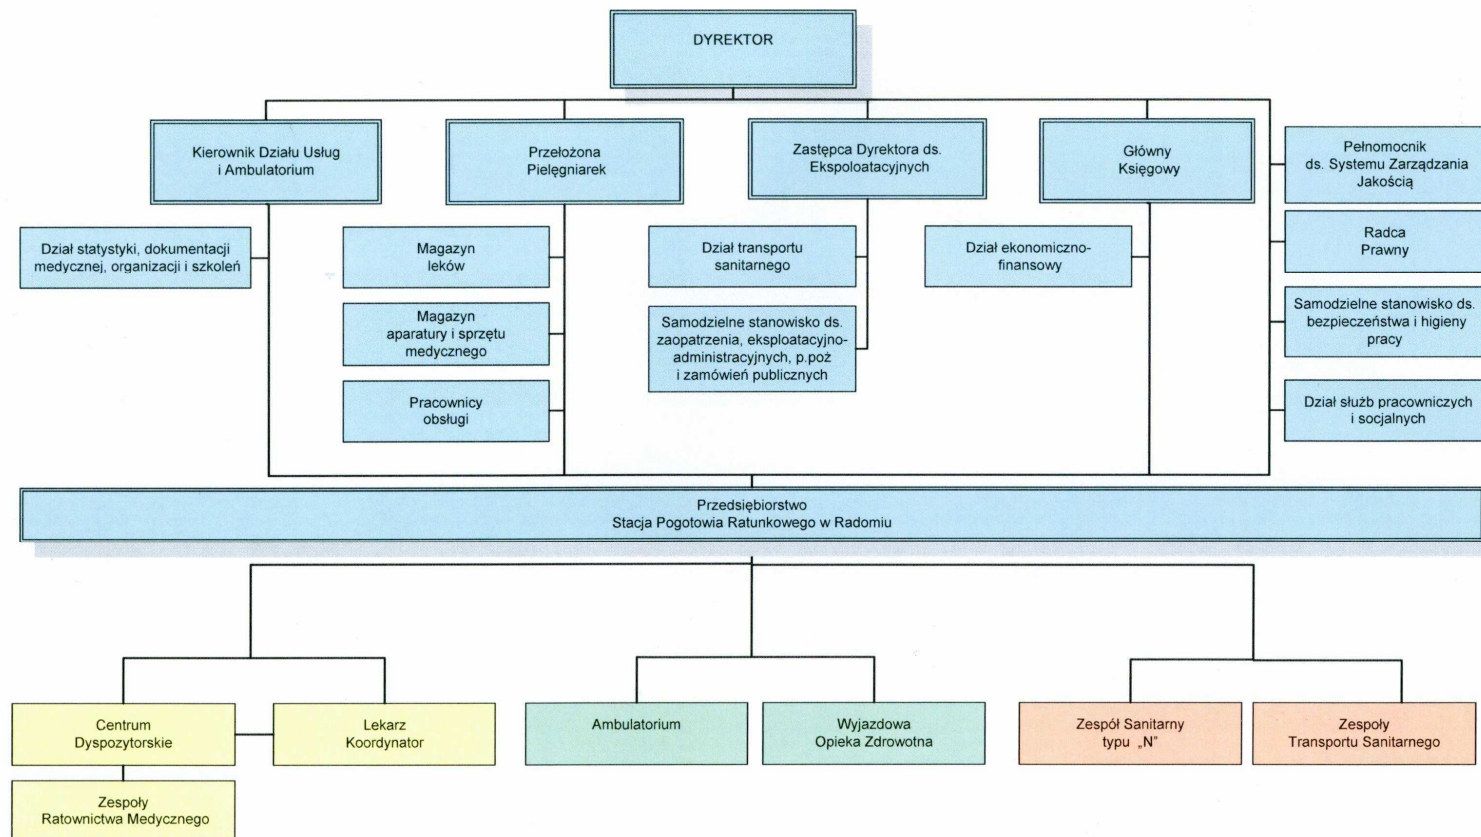 DYREKTOR
Kierownik Działu Usług
i Ambulatorium
Przełożona
Pielęgniarek
Zastępca Dyrektora ds.
Ekspoloatacyjnych
Główny
Księgowy
Pełnomocnik
ds. Systemu Zarządzania
Jakością
Dział statystyki, dokumentacji
medycznej, organizacji i szkoleń
Magazyn
leków
Dział transportu
sanitarnego
Dział ekonomiczno-
finansowy
Radca
Prawny
Magazyn
aparatury i sprzętu
medycznego
Samodzielne stanowisko ds.
zaopatrzenia, eksploatacyjno-
administracyjnych, p.poż
i zamówień publicznych
Samodzielne stanowisko ds.
bezpieczeństwa i higieny
pracy
Pracownicy
obsługi
Dział służb pracowniczych
i socjalnych
Przedsiębiorstwo
Stacja Pogotowia Ratunkowego w Radomiu
Centrum
Dyspozytorskie
Lekarz
Koordynator
Ambulatorium
Wyjazdowa
Opieka Zdrowotna
Zespół Sanitarny
typu „N”
Zespoły
Transportu Sanitarnego
Zespoły
Ratownictwa Medycznego